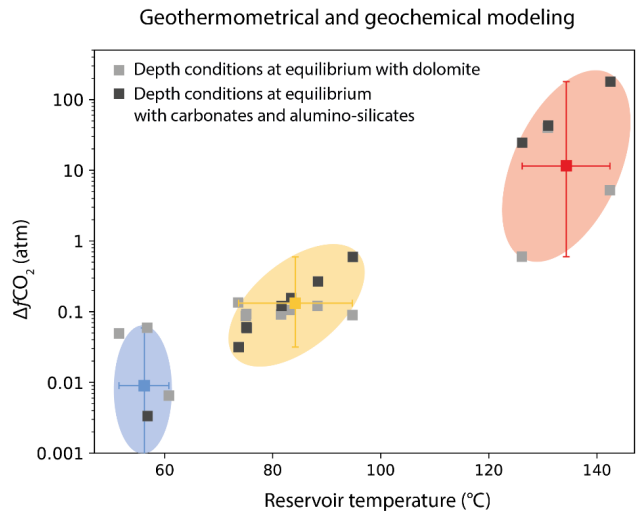 Geothermometrical and geochemical modeling
Depth conditions at equilibrium with dolomite
Depth conditions at equilibrium
with carbonates and alumino-silicates
ΔfCO₂ (atm)
100
10
1
0.1
0.01
0.001
60
80
100
120
140
Reservoir temperature (°C)